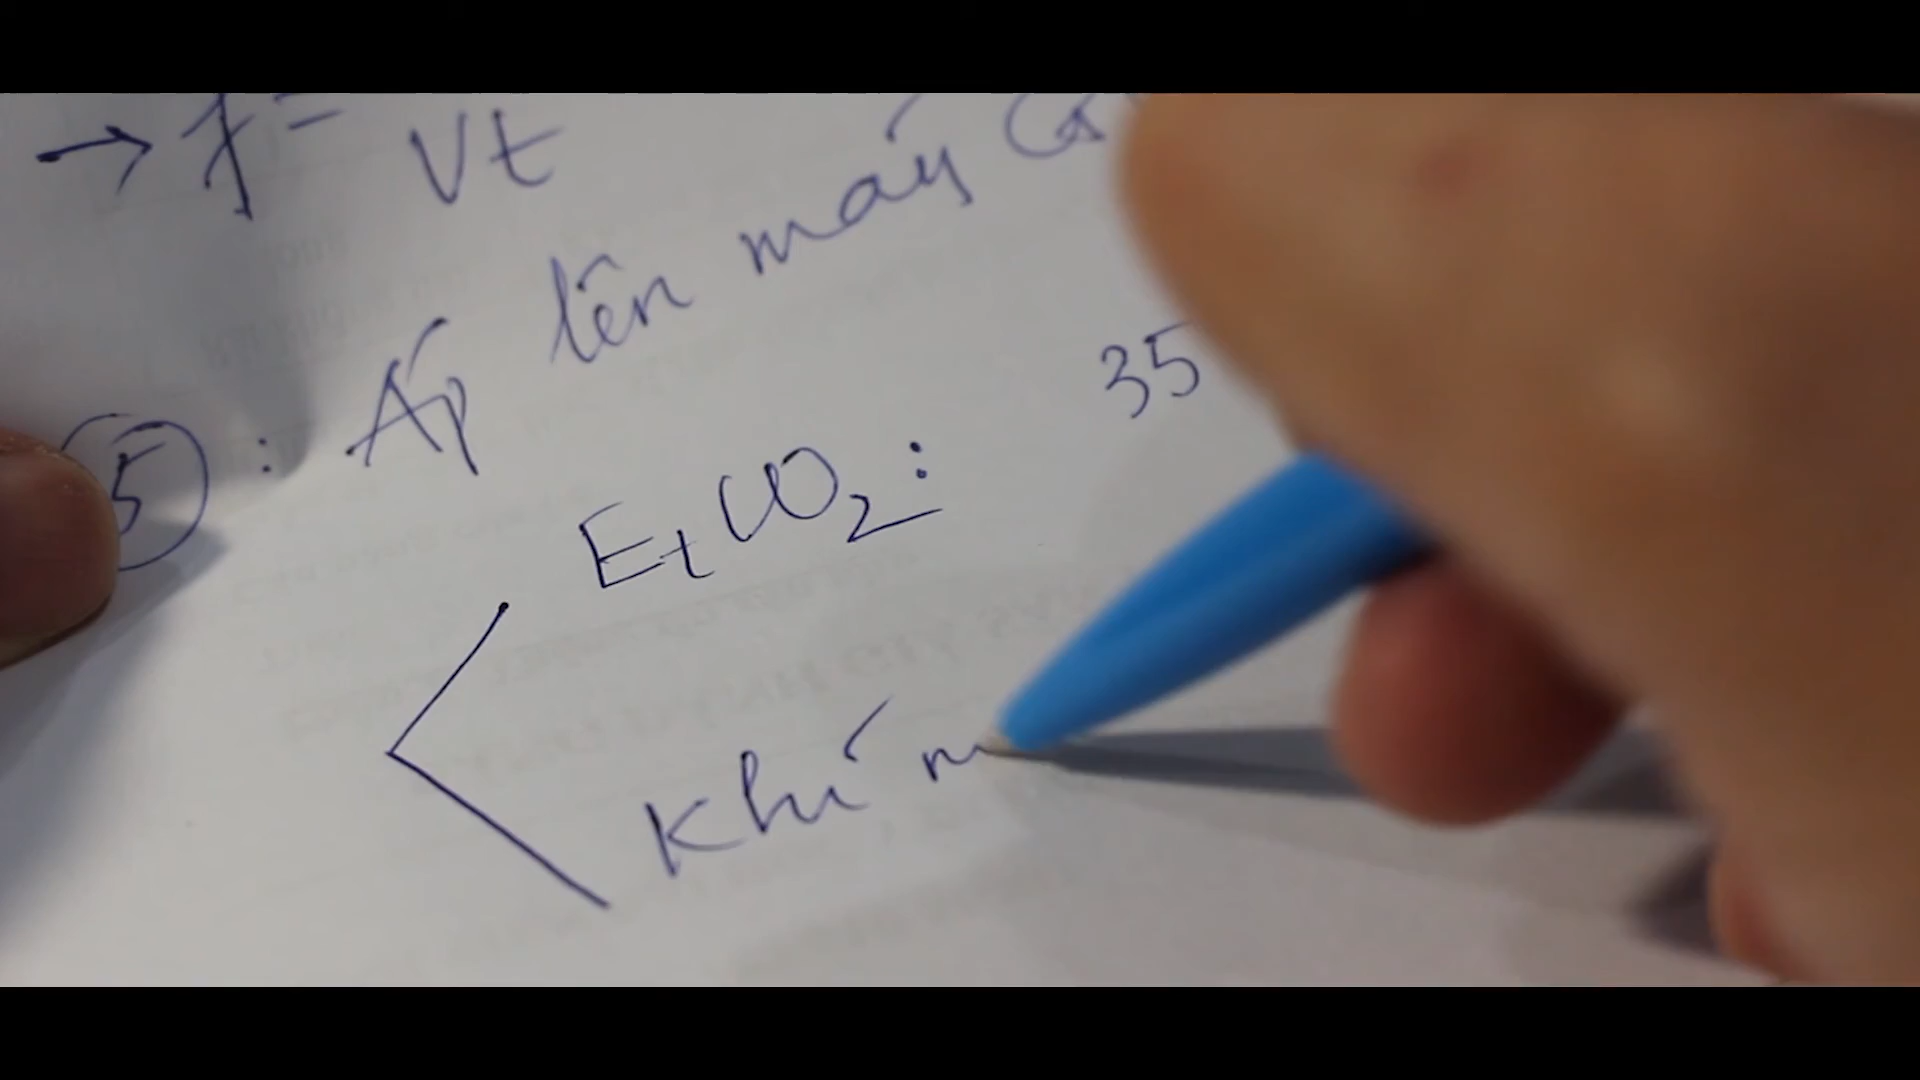 → f =
Vt
⑤ : Áp lên máy
EtCO₂ : 35
Khí